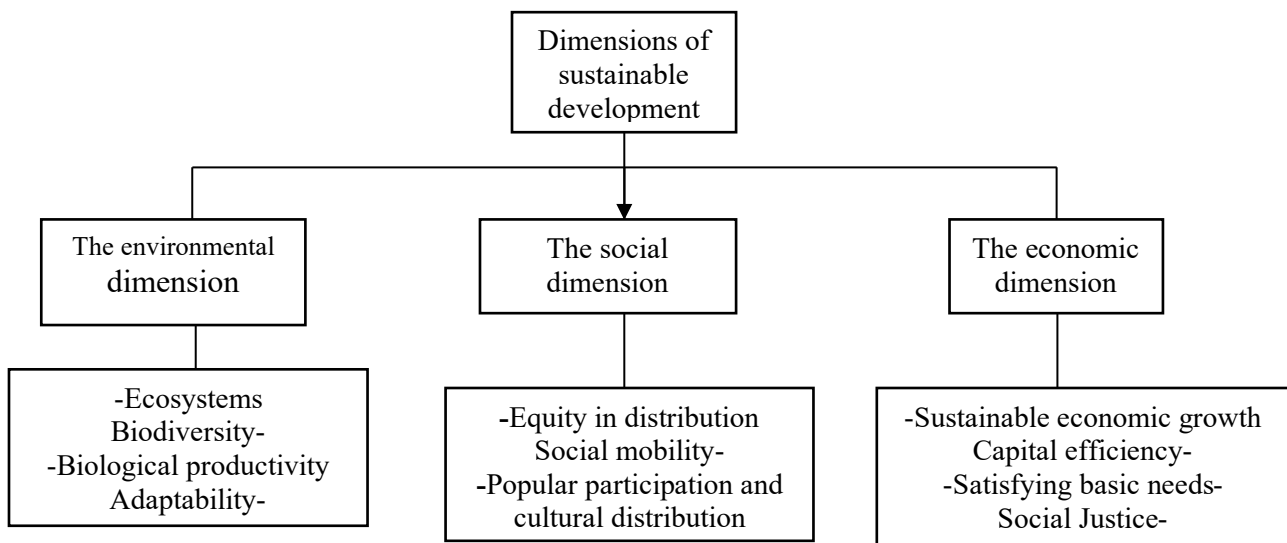 Dimensions of
sustainable
development
The environmental
dimension
The social
dimension
The economic
dimension
-Ecosystems
Biodiversity-
-Biological productivity
Adaptability-
-Equity in distribution
Social mobility-
-Popular participation and
cultural distribution
-Sustainable economic growth
Capital efficiency-
-Satisfying basic needs-
Social Justice-